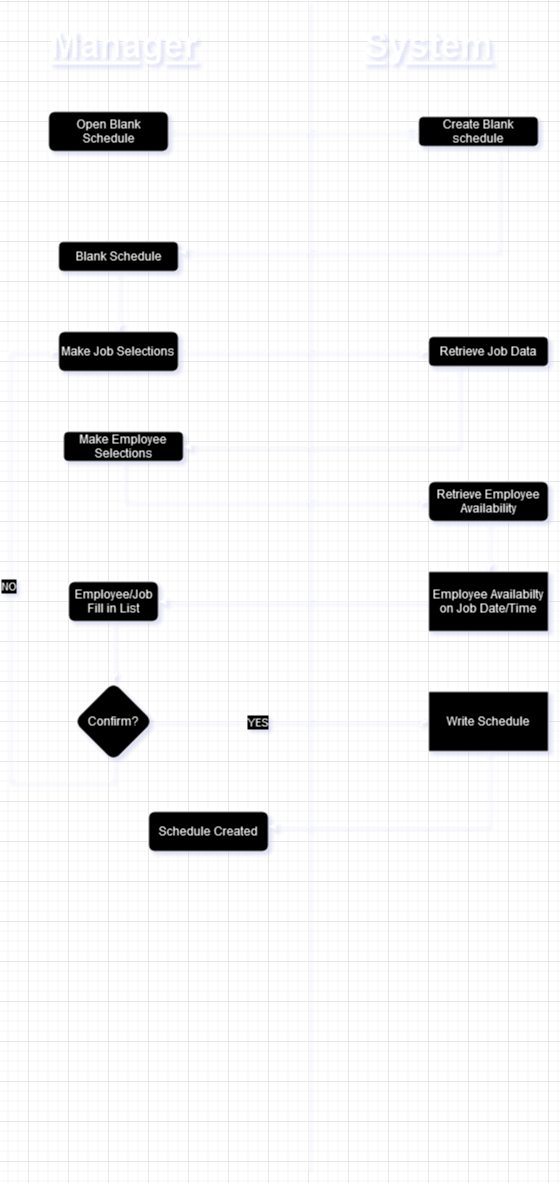 Manager
System
Open Blank
Schedule
Create Blank
schedule
Blank Schedule
Make Job Selections
Retrieve Job Data
Make Employee
Selections
Retrieve Employee
Availability
NO
Employee/Job
Fill in List
Employee Availabilty
on Job Date/Time
Confirm?
YES
Write Schedule
Schedule Created